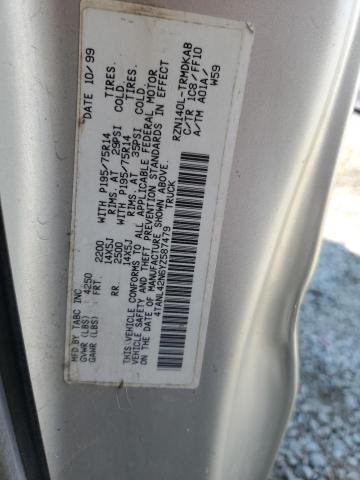 MFD BY TABC INC DATE 10/99
GVWR (LBS) 4250
GAWR (LBS) FRT. 2200 WITH P195/75R14 TIRES.
14X5J RIMS. AT 29PSI COLD
RR. 2500 WITH P195/75R14 TIRES.
14X5J RIMS. AT 35PSI COLD.
THIS VEHICLE CONFORMS TO ALL APPLICABLE FEDERAL MOTOR
VEHICLE SAFETY AND THEFT PREVENTION STANDARDS IN EFFECT
ON THE DATE OF MANUFACTURE SHOWN ABOVE.
4TANL42N6YZ587479 TRUCK
RZN140L-TRMDKAB
C/TR 1C8/FF10
A/TM A01A/
W59